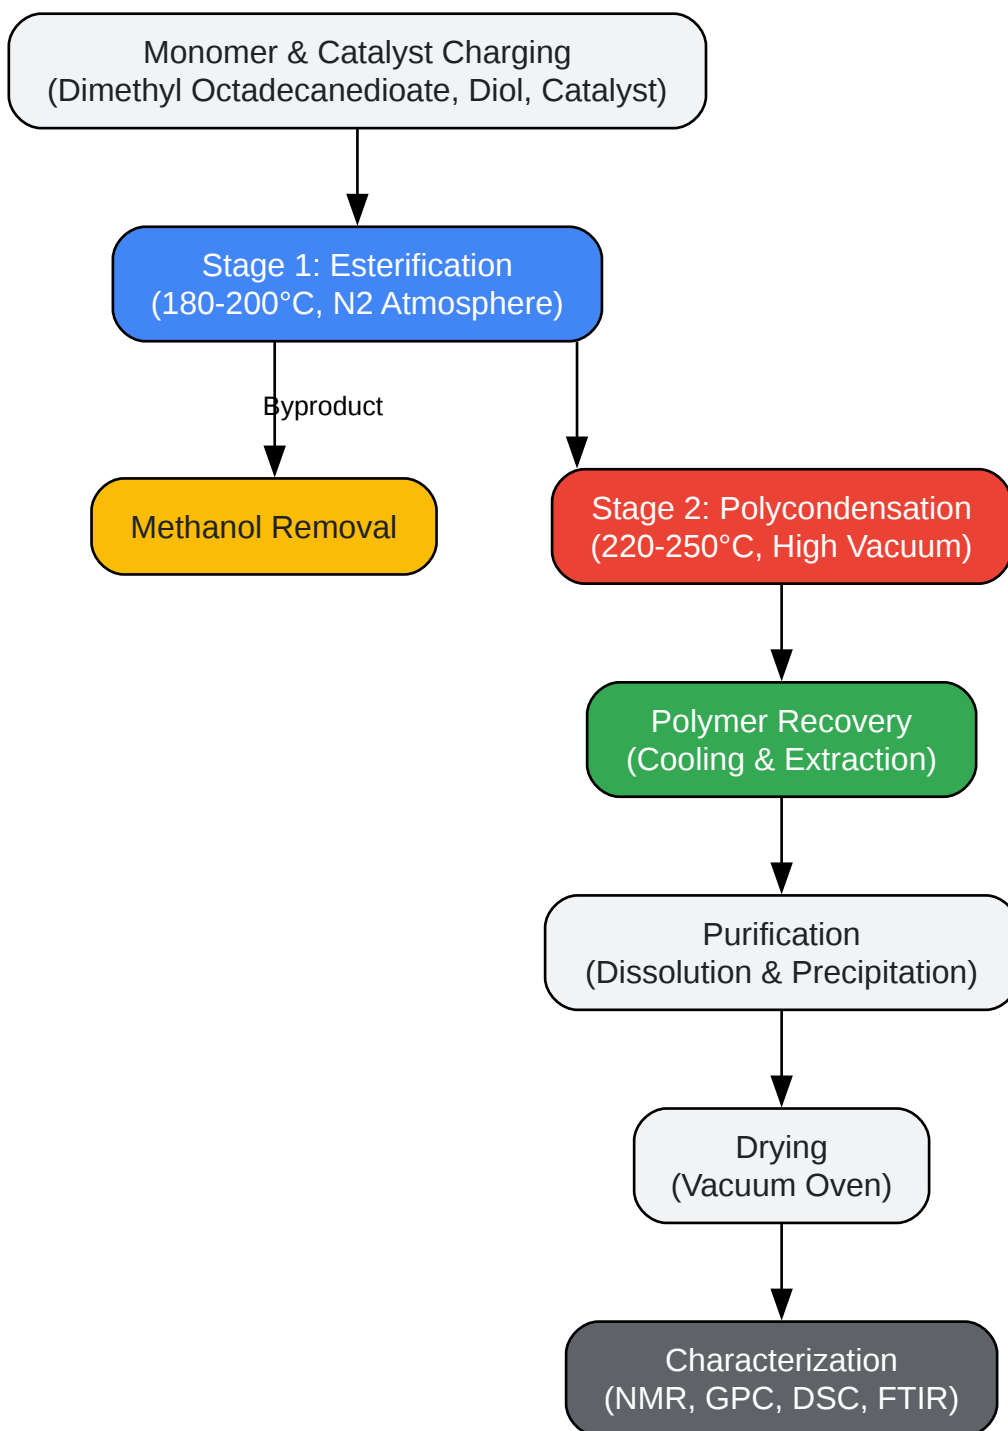 Monomer & Catalyst Charging
(Dimethyl Octadecanedioate, Diol, Catalyst)
Stage 1: Esterification
(180-200°C, N2 Atmosphere)
Byproduct
Methanol Removal
Stage 2: Polycondensation
(220-250°C, High Vacuum)
Polymer Recovery
(Cooling & Extraction)
Purification
(Dissolution & Precipitation)
Drying
(Vacuum Oven)
Characterization
(NMR, GPC, DSC, FTIR)